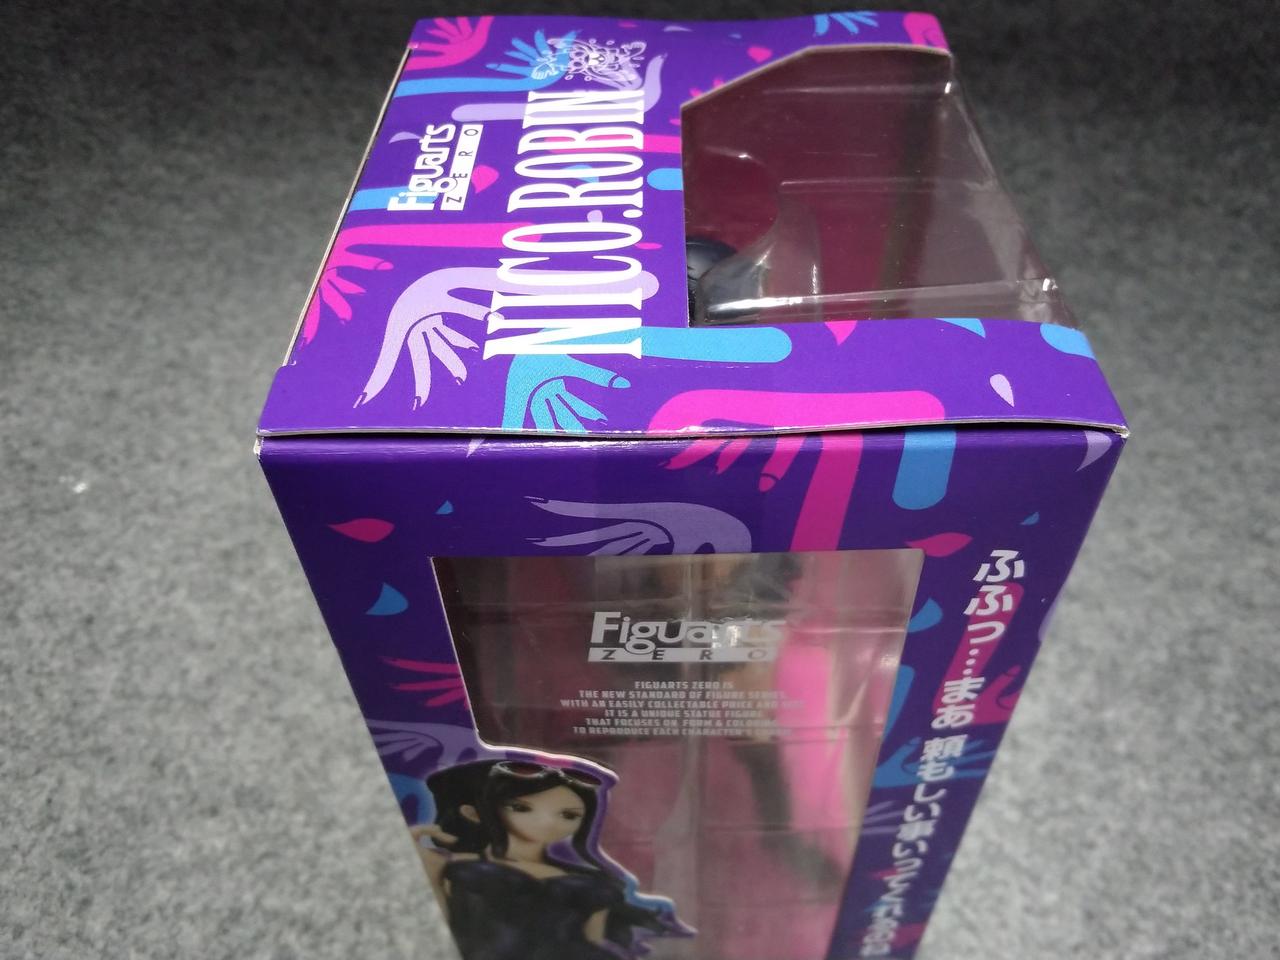 Figuarts
ZERO
NICO.ROBIN
Figuarts
ZERO
FIGUARTS ZERO IS
THE NEW STANDARD OF FIGURE SERIES
WITH AN EASILY COLLECTABLE PRICE AND
IT IS A UNIQUE STATUE FIGURE
THAT FOCUSES ON FORM & COLORING
TO REPRODUCE EACH CHARACTER'S
ふふっ…まあ 頼もしい事いってくれるわね